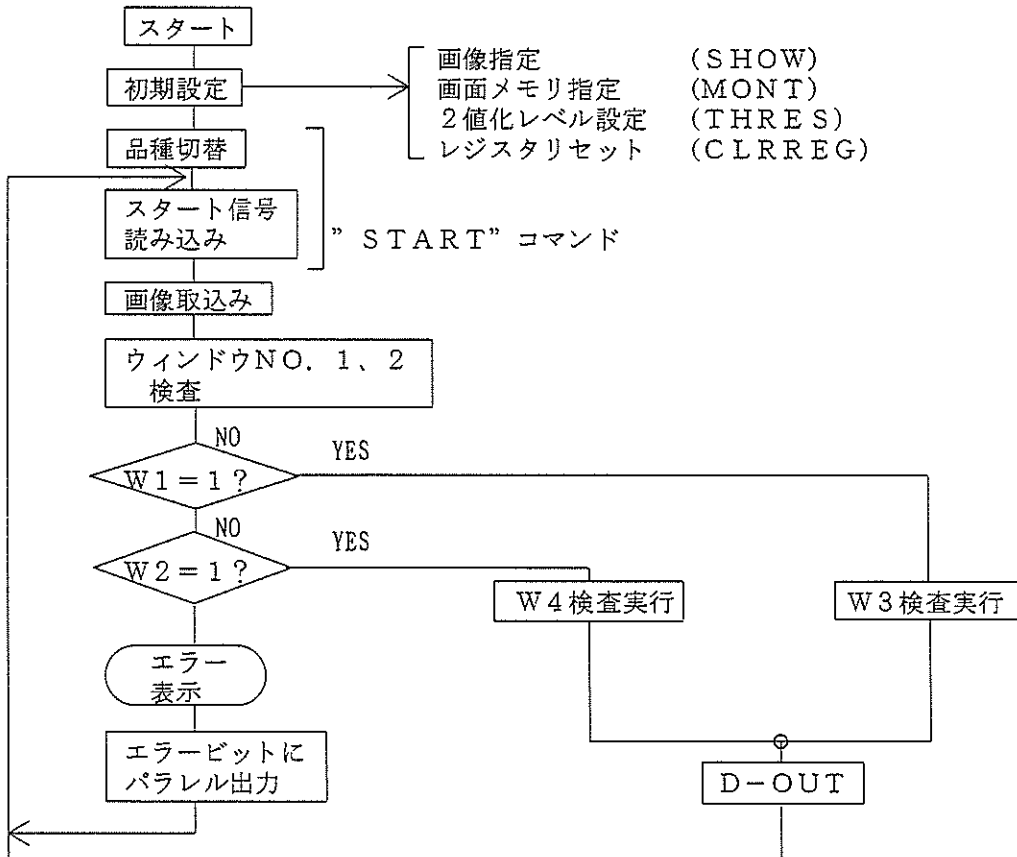 スタート
初期設定
画像指定 (SHOW)
画面メモリ指定 (MONT)
2値化レベル設定 (THRES)
レジスタリセット (CLRREG)
品種切替
スタート信号
読み込み
”START”コマンド
画像取込み
ウィンドウNO.1、2
検査
NO
YES
W1=1?
NO
YES
W2=1?
W4検査実行
W3検査実行
エラー
表示
エラービットに
パラレル出力
D-OUT